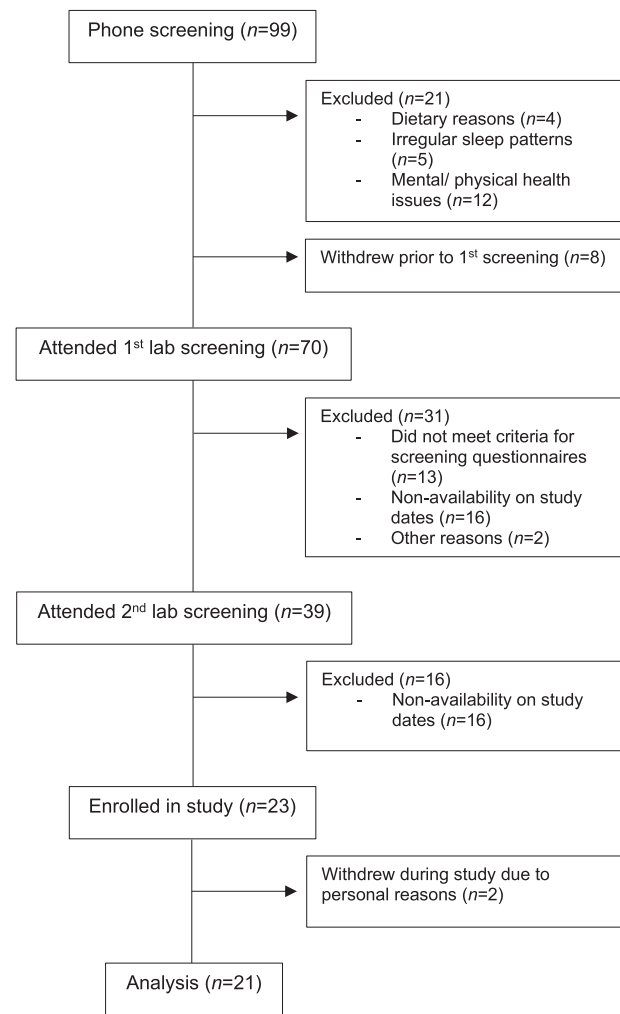 Phone screening (n=99)
Excluded (n=21)
- Dietary reasons (n=4)
- Irregular sleep patterns
(n=5)
- Mental/ physical health
issues (n=12)
Withdrew prior to 1st screening (n=8)
Attended 1st lab screening (n=70)
Excluded (n=31)
- Did not meet criteria for
screening questionnaires
(n=13)
- Non-availability on study
dates (n=16)
- Other reasons (n=2)
Attended 2nd lab screening (n=39)
Excluded (n=16)
- Non-availability on study
dates (n=16)
Enrolled in study (n=23)
Withdrew during study due to
personal reasons (n=2)
Analysis (n=21)